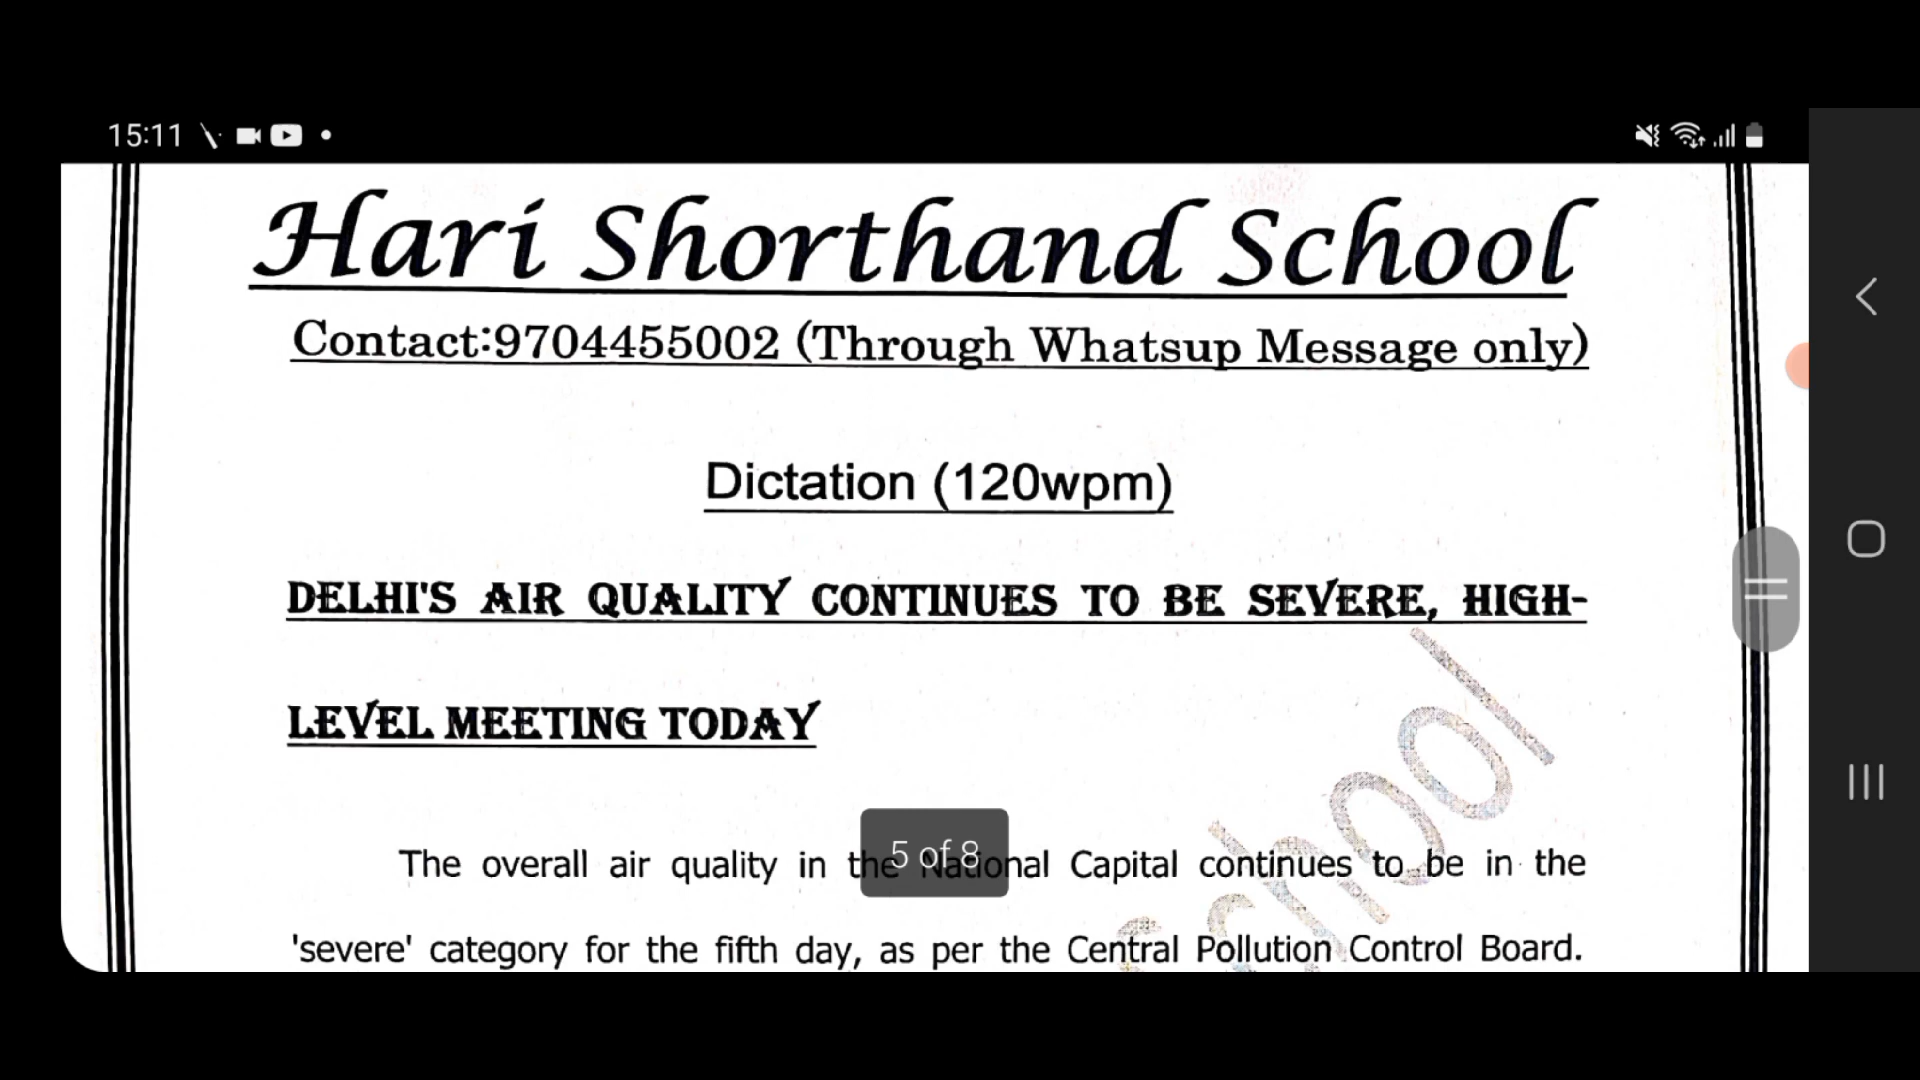 15:11
Hari Shorthand School
Contact:9704455002 (Through Whatsup Message only)
Dictation (120wpm)
DELHI'S AIR QUALITY CONTINUES TO BE SEVERE, HIGH-
LEVEL MEETING TODAY
School
5 of 8
The overall air quality in the National Capital continues to be in the
'severe' category for the fifth day, as per the Central Pollution Control Board.